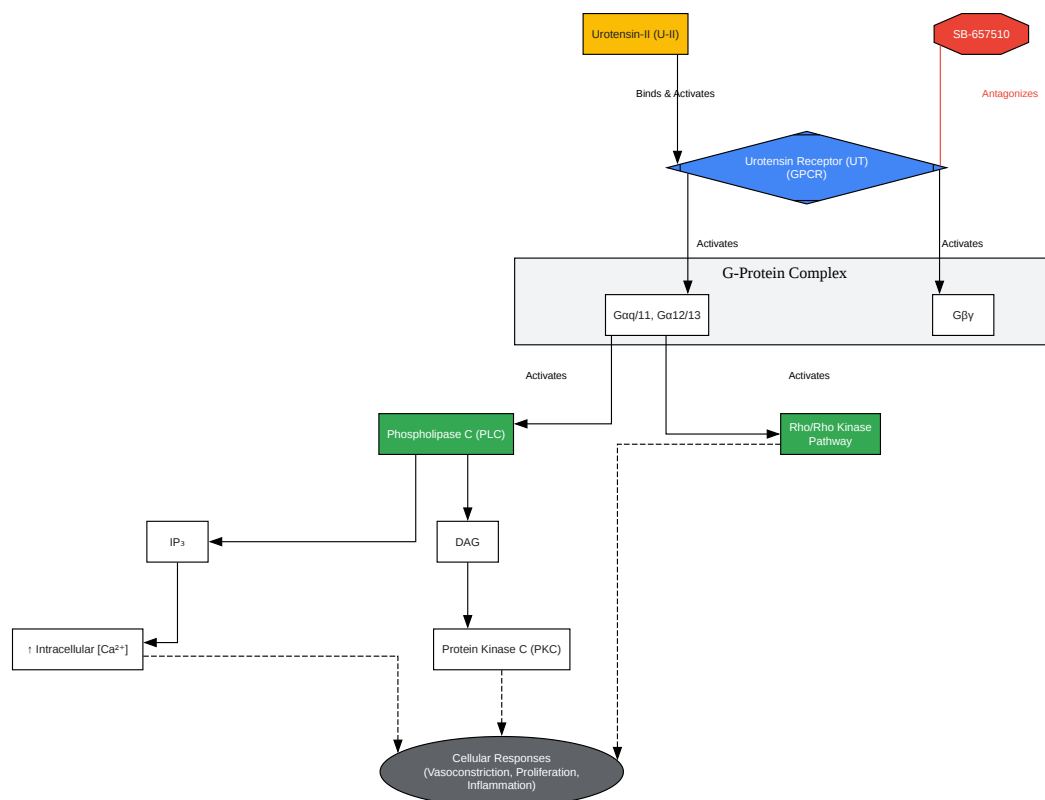 Urotensin-II (U-II)
SB-657510
Binds & Activates
Antagonizes
Urotensin Receptor (UT)
(GPCR)
Activates
Activates
G-Protein Complex
Gαq/11, Gα12/13
Gβγ
Activates
Activates
Phospholipase C (PLC)
Rho/Rho Kinase
Pathway
IP₃
DAG
↑ Intracellular [Ca²⁺]
Protein Kinase C (PKC)
Cellular Responses
(Vasoconstriction, Proliferation,
Inflammation)